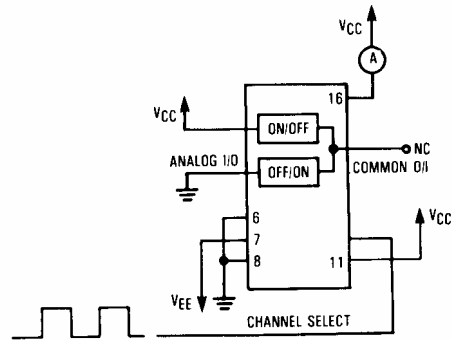 VCC
A
16
VCC
ON/OFF
NC
ANALOG I/O
OFF/ON
COMMON O/I
6
VCC
7
11
8
VEE
CHANNEL SELECT